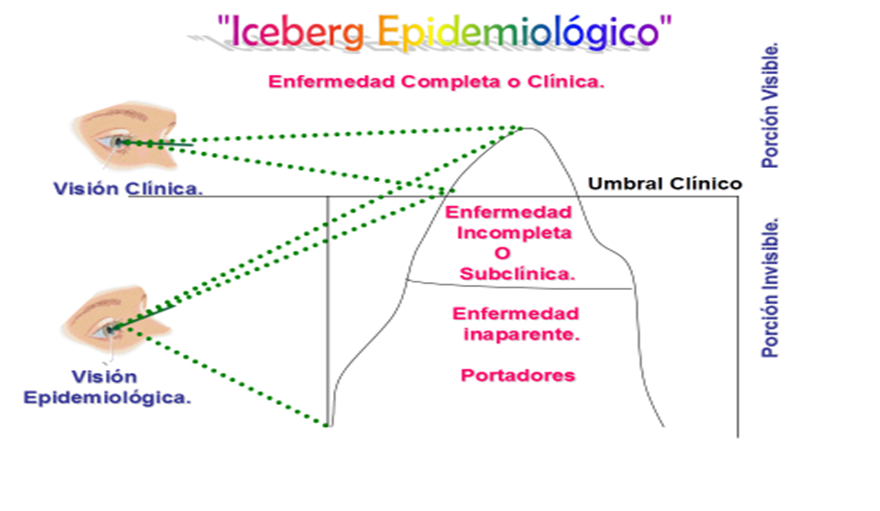 "Iceberg Epidemiológico"
Enfermedad Completa o Clínica.
Porción Visible.
Visión Clínica.
Umbral Clínico
Enfermedad
Incompleta
O
Subclínica.
Porción Invisible.
Enfermedad
inaparente.
Portadores
Visión
Epidemiológica.